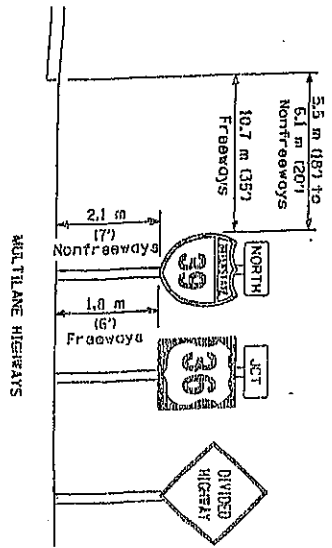 5.5 m (18') to
6.1 m (20')
Nonfreeways
10.7 m (35')
Freeways
2.1 m
(7')
Nonfreeways
1.8 m
(6')
Freeways
NORTH
INTERSTATE
39
JCT
36
DIVIDED
HIGHWAY
MULTILANE HIGHWAYS